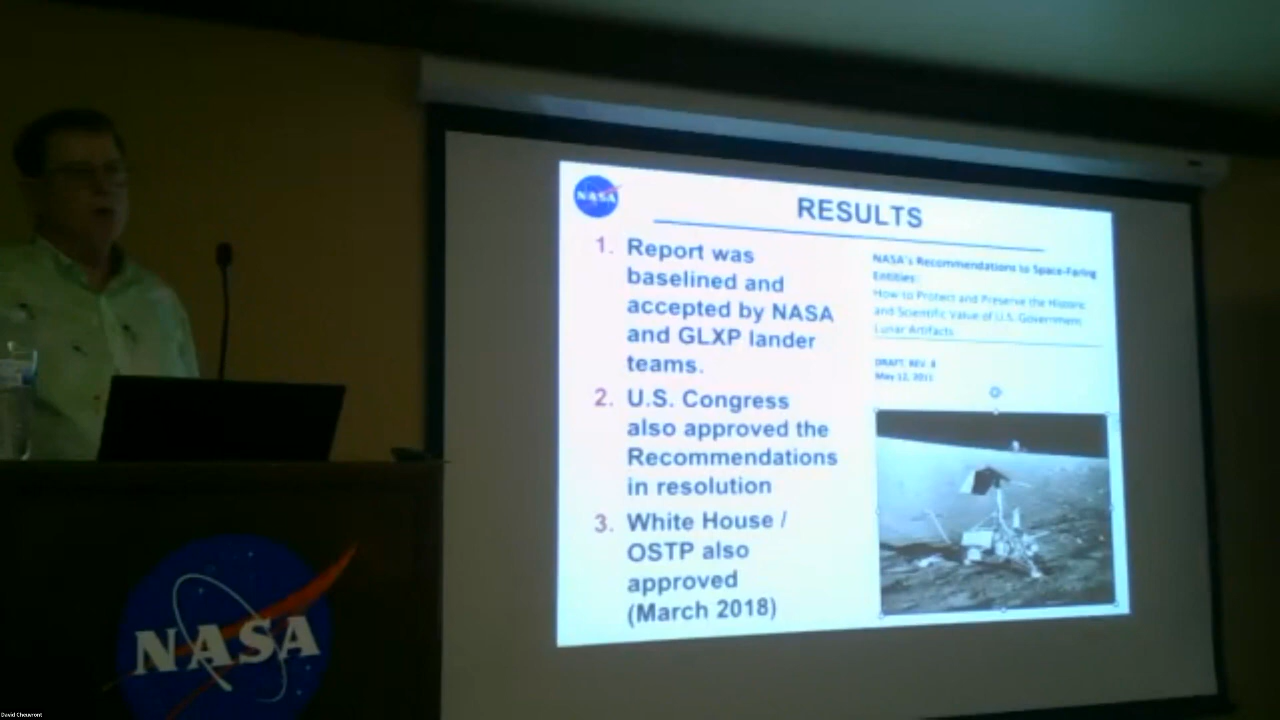 NASA
RESULTS
1. Report was
baselined and
accepted by NASA
and GLXP lander
teams.
2. U.S. Congress
also approved the
Recommendations
in resolution
3. White House /
OSTP also
approved
(March 2018)
NASA's Recommendations to Space-Faring
Entities:
How to Protect and Preserve the Historic
and Scientific Value of U.S. Government
Lunar Artifacts
DRAFT, REV. 8
May 12, 2011
NASA
David Cheuvront